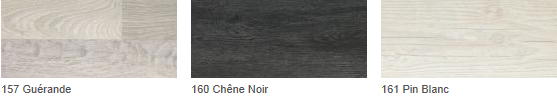 157 Guérande
160 Chêne Noir
161 Pin Blanc